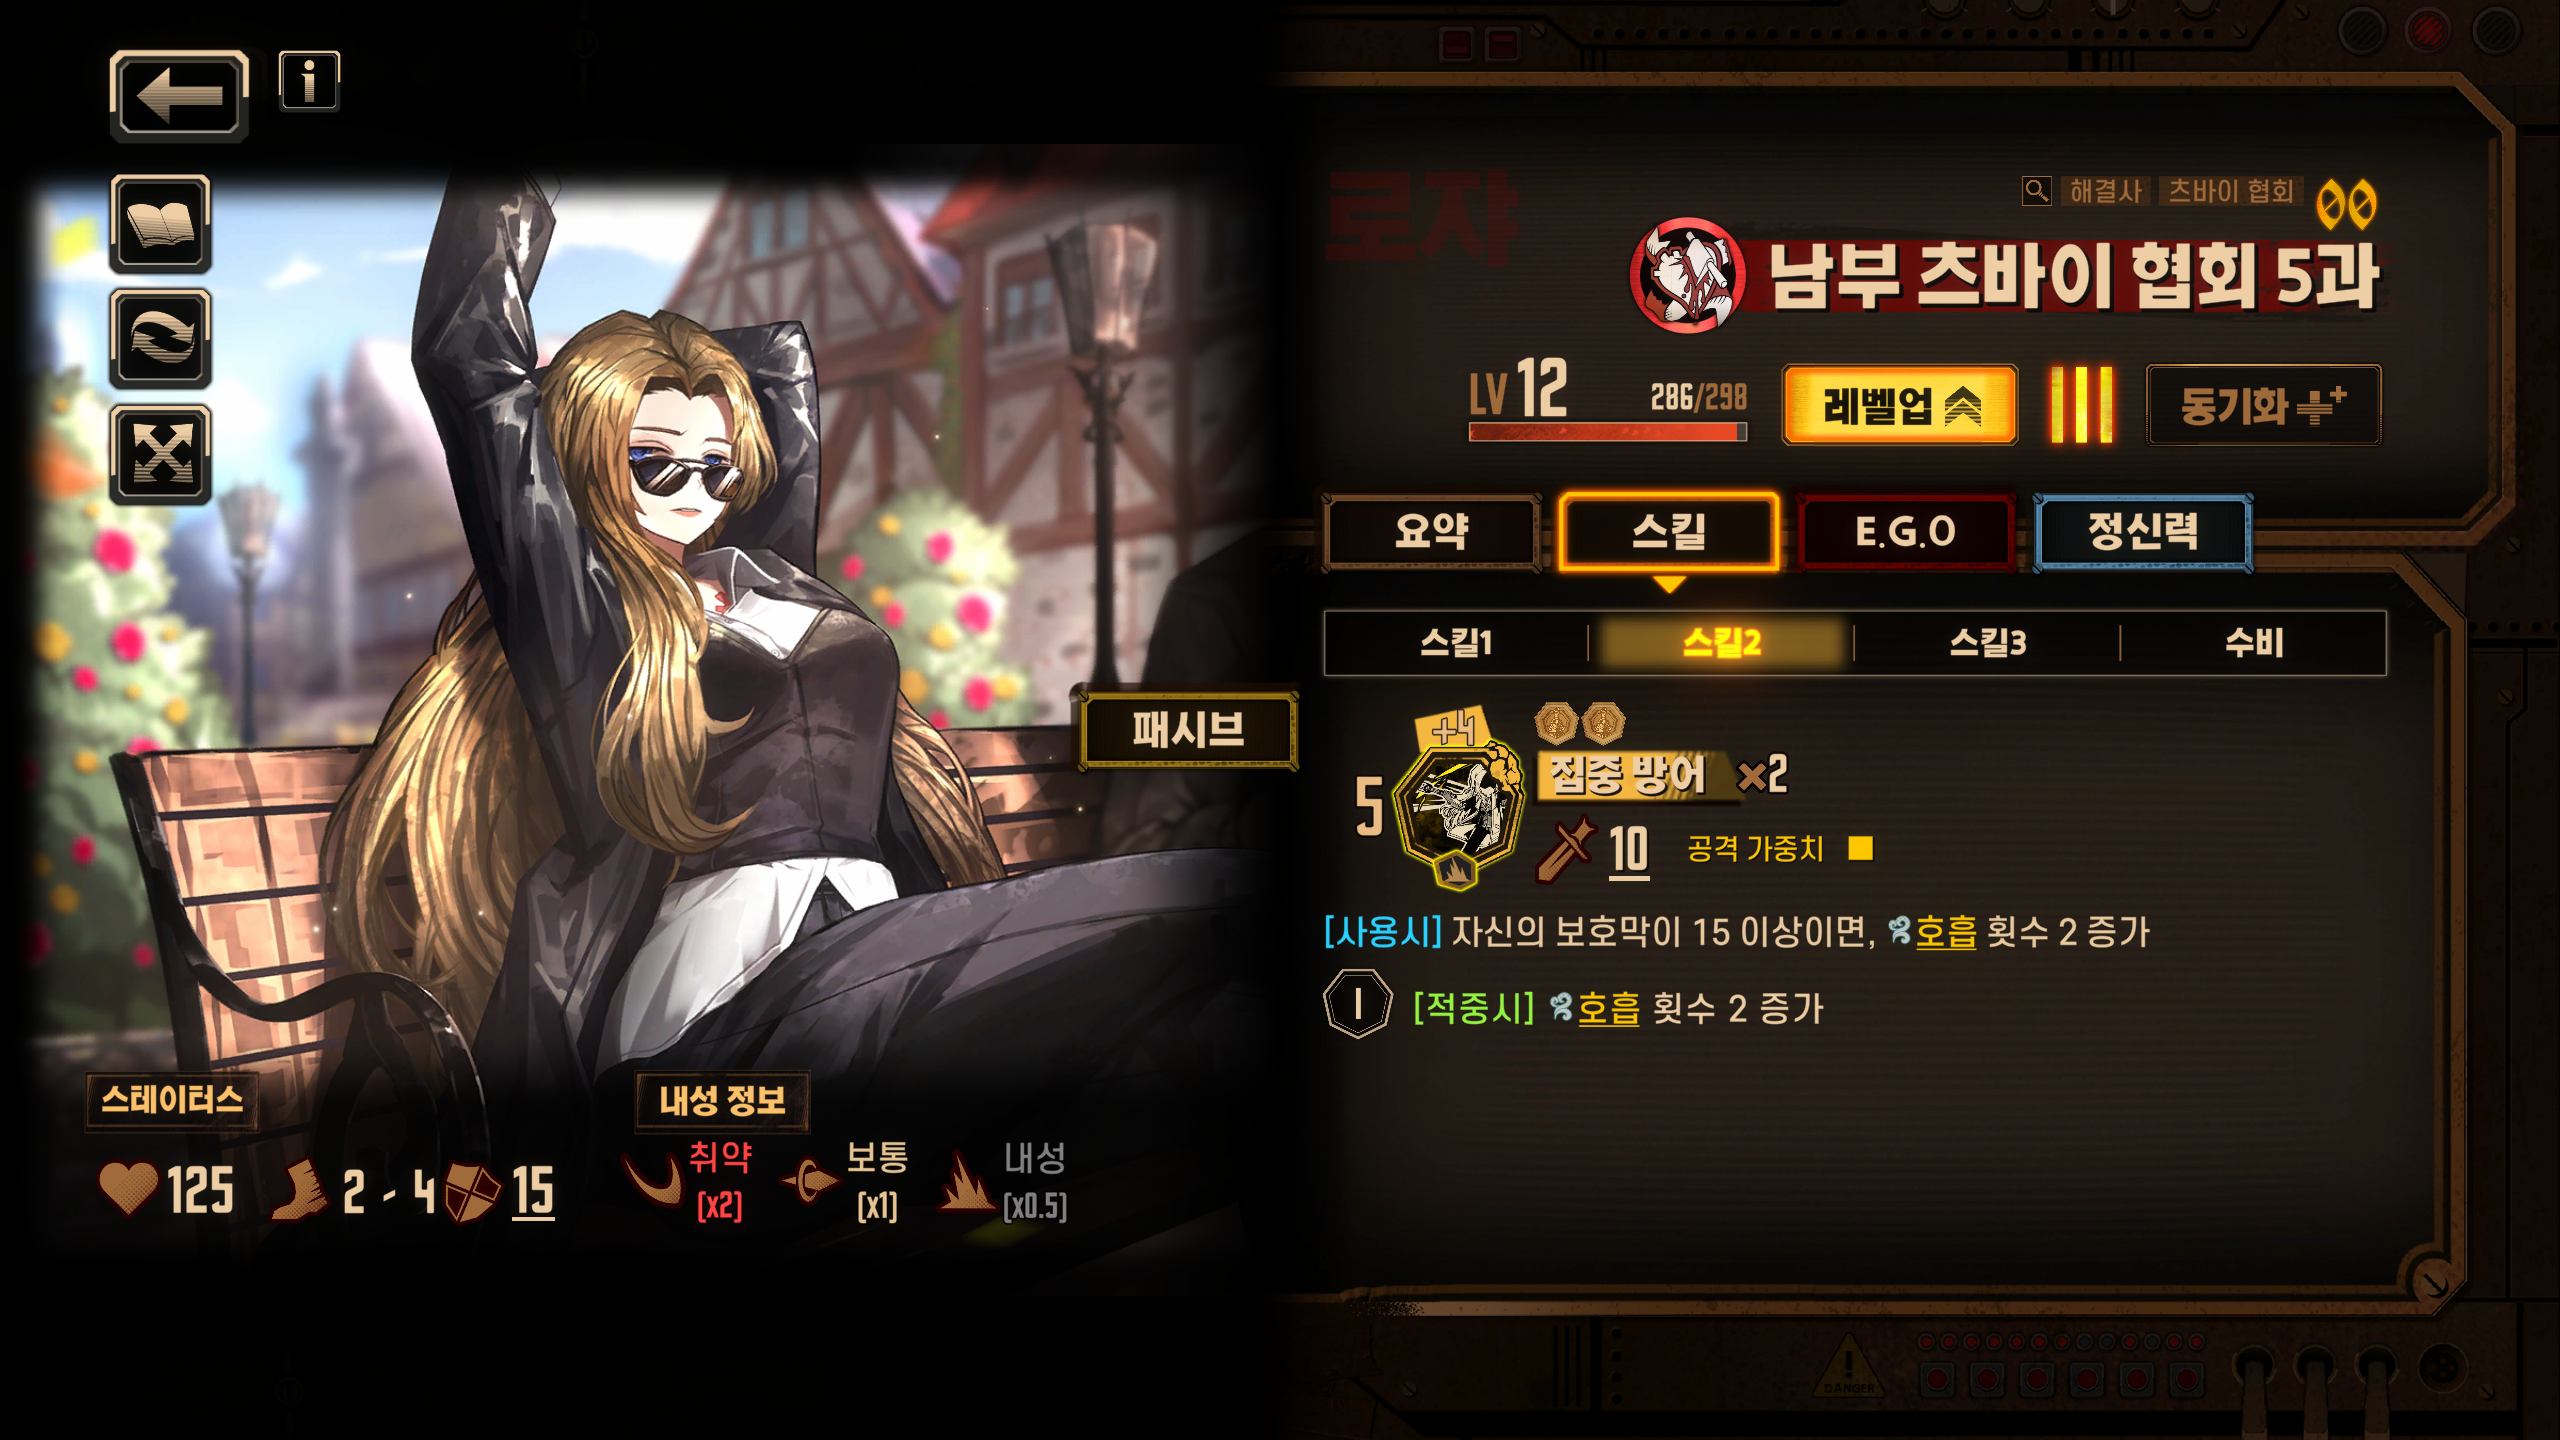 로쟈
해결사 츠바이 협회
남부 츠바이 협회 5과
LV 12 286/298 레벨업 동기화
요약 스킬 E.G.O 정신력
스킬1 스킬2 스킬3 수비
패시브
+4
5 집중 방어 ×2
10 공격 가중치
[사용시] 자신의 보호막이 15 이상이면, 호흡 횟수 2 증가
I [적중시] 호흡 횟수 2 증가
스테이터스
125 2 - 4 15
내성 정보
취약 보통 내성
[x2] [x1] [x0.5]
DANGER